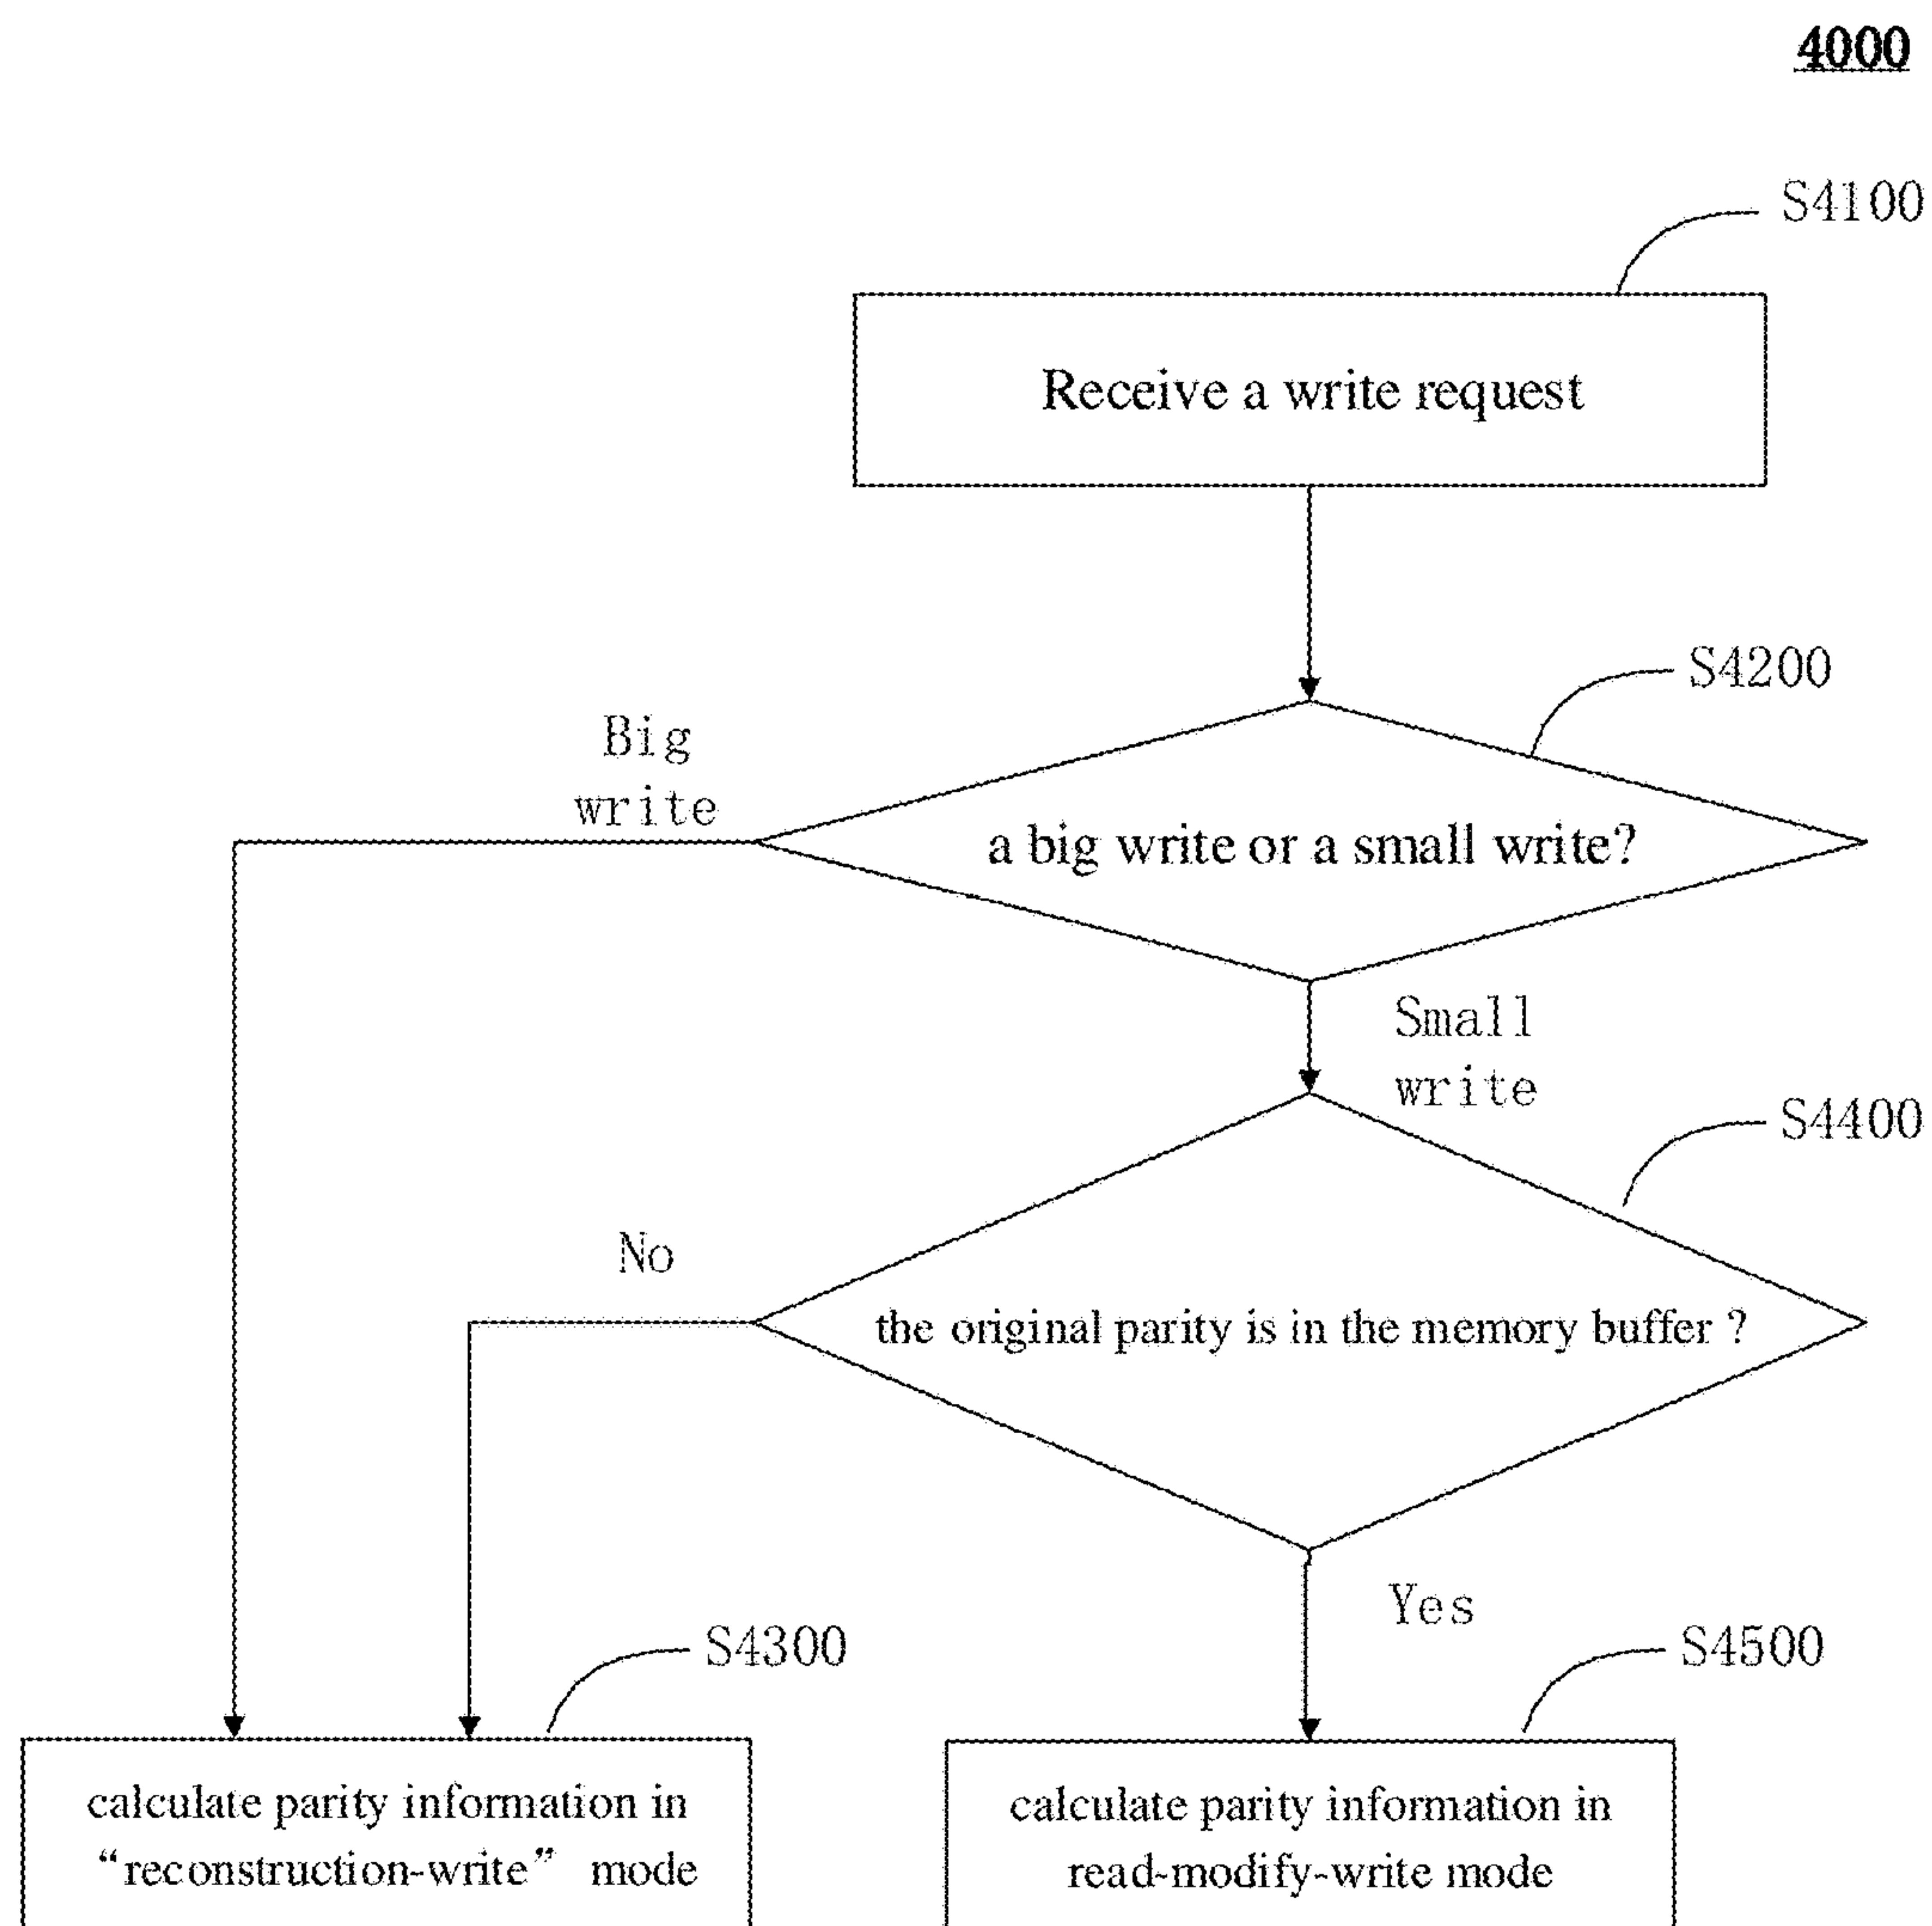 4000
S4100
Receive a write request
S4200
Big
write
a big write or a small write?
Small
write
S4400
No
the original parity is in the memory buffer ?
Yes
S4300
S4500
calculate parity information in
“reconstruction-write” mode
calculate parity information in
read-modify-write mode